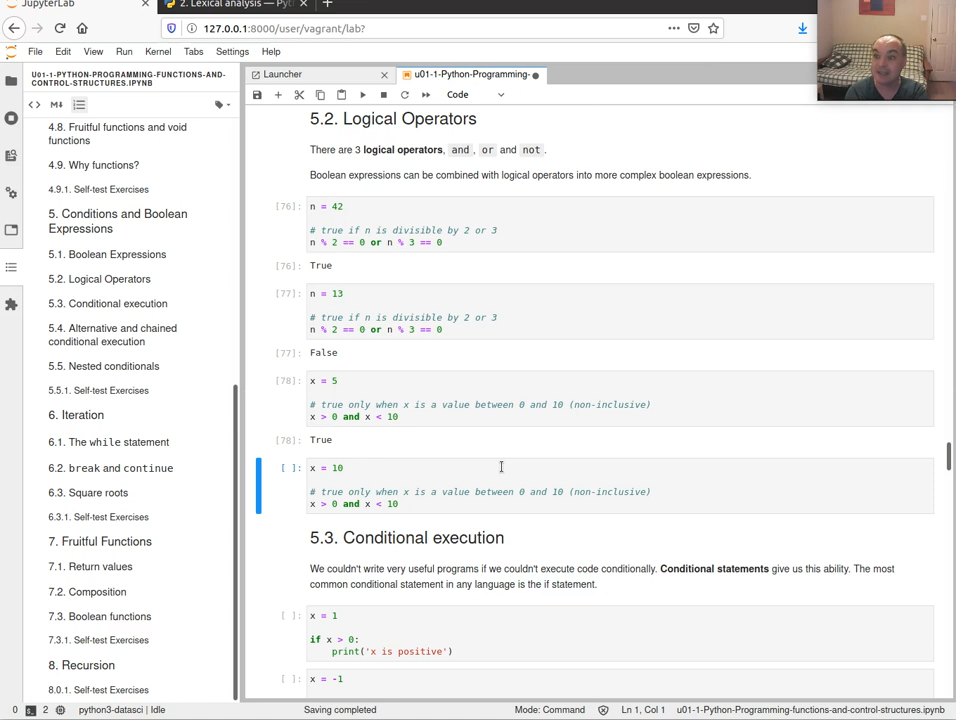 JupyterLab
2. Lexical analysis — Pyt
127.0.0.1:8000/user/vagrant/lab?
File Edit View Run Kernel Tabs Settings Help
U01-1-PYTHON-PROGRAMMING-FUNCTIONS-AND-
CONTROL-STRUCTURES.IPYNB
4.8. Fruitful functions and void
functions
4.9. Why functions?
4.9.1. Self-test Exercises
5. Conditions and Boolean
Expressions
5.1. Boolean Expressions
5.2. Logical Operators
5.3. Conditional execution
5.4. Alternative and chained
conditional execution
5.5. Nested conditionals
5.5.1. Self-test Exercises
6. Iteration
6.1. The while statement
6.2. break and continue
6.3. Square roots
6.3.1. Self-test Exercises
7. Fruitful Functions
7.1. Return values
7.2. Composition
7.3. Boolean functions
7.3.1. Self-test Exercises
8. Recursion
8.0.1. Self-test Exercises
Launcher
u01-1-Python-Programming-
Code
5.2. Logical Operators
There are 3 logical operators, and, or and not.
Boolean expressions can be combined with logical operators into more complex boolean expressions.
[76]: n = 42
# true if n is divisible by 2 or 3
n % 2 == 0 or n % 3 == 0
[76]: True
[77]: n = 13
# true if n is divisible by 2 or 3
n % 2 == 0 or n % 3 == 0
[77]: False
[78]: x = 5
# true only when x is a value between 0 and 10 (non-inclusive)
x > 0 and x < 10
[78]: True
[ ]: x = 10
# true only when x is a value between 0 and 10 (non-inclusive)
x > 0 and x < 10
5.3. Conditional execution
We couldn't write very useful programs if we couldn't execute code conditionally. Conditional statements give us this ability. The most
common conditional statement in any language is the if statement.
[ ]: x = 1
if x > 0:
print('x is positive')
[ ]: x = -1
0 2 python3-datasci | Idle Saving completed Mode: Command Ln 1, Col 1 u01-1-Python-Programming-functions-and-control-structures.ipynb